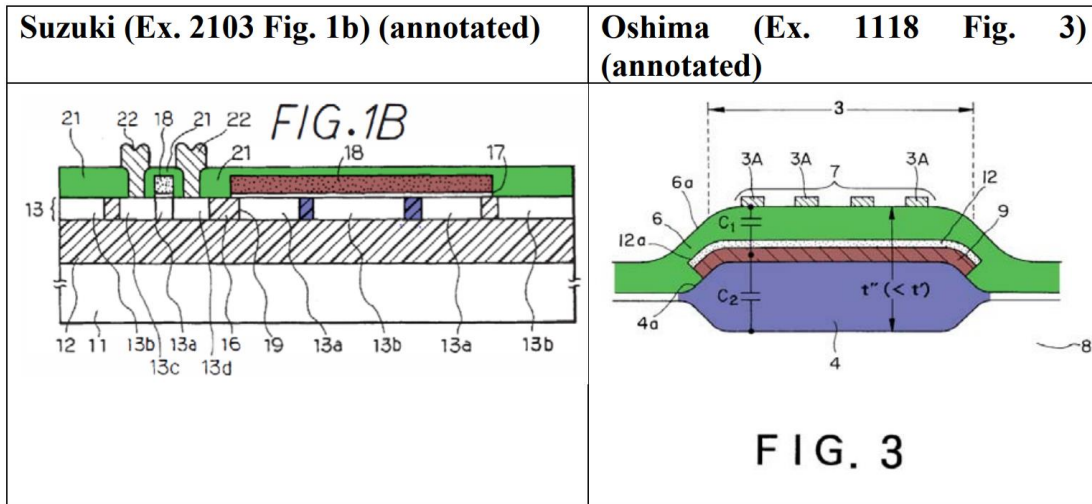 Suzuki (Ex. 2103 Fig. 1b) (annotated)
Oshima (Ex. 1118 Fig. 3)
(annotated)
FIG.1B
21 22 18 21 22 21 18 17
13
12 11 13b 13a 16 19 13a 13b 13a 13b
13c 13d
3
3A 3A 3A
7
6a 12
6 9
12a C1
t" (< t')
C2
4a
4
8
FIG. 3